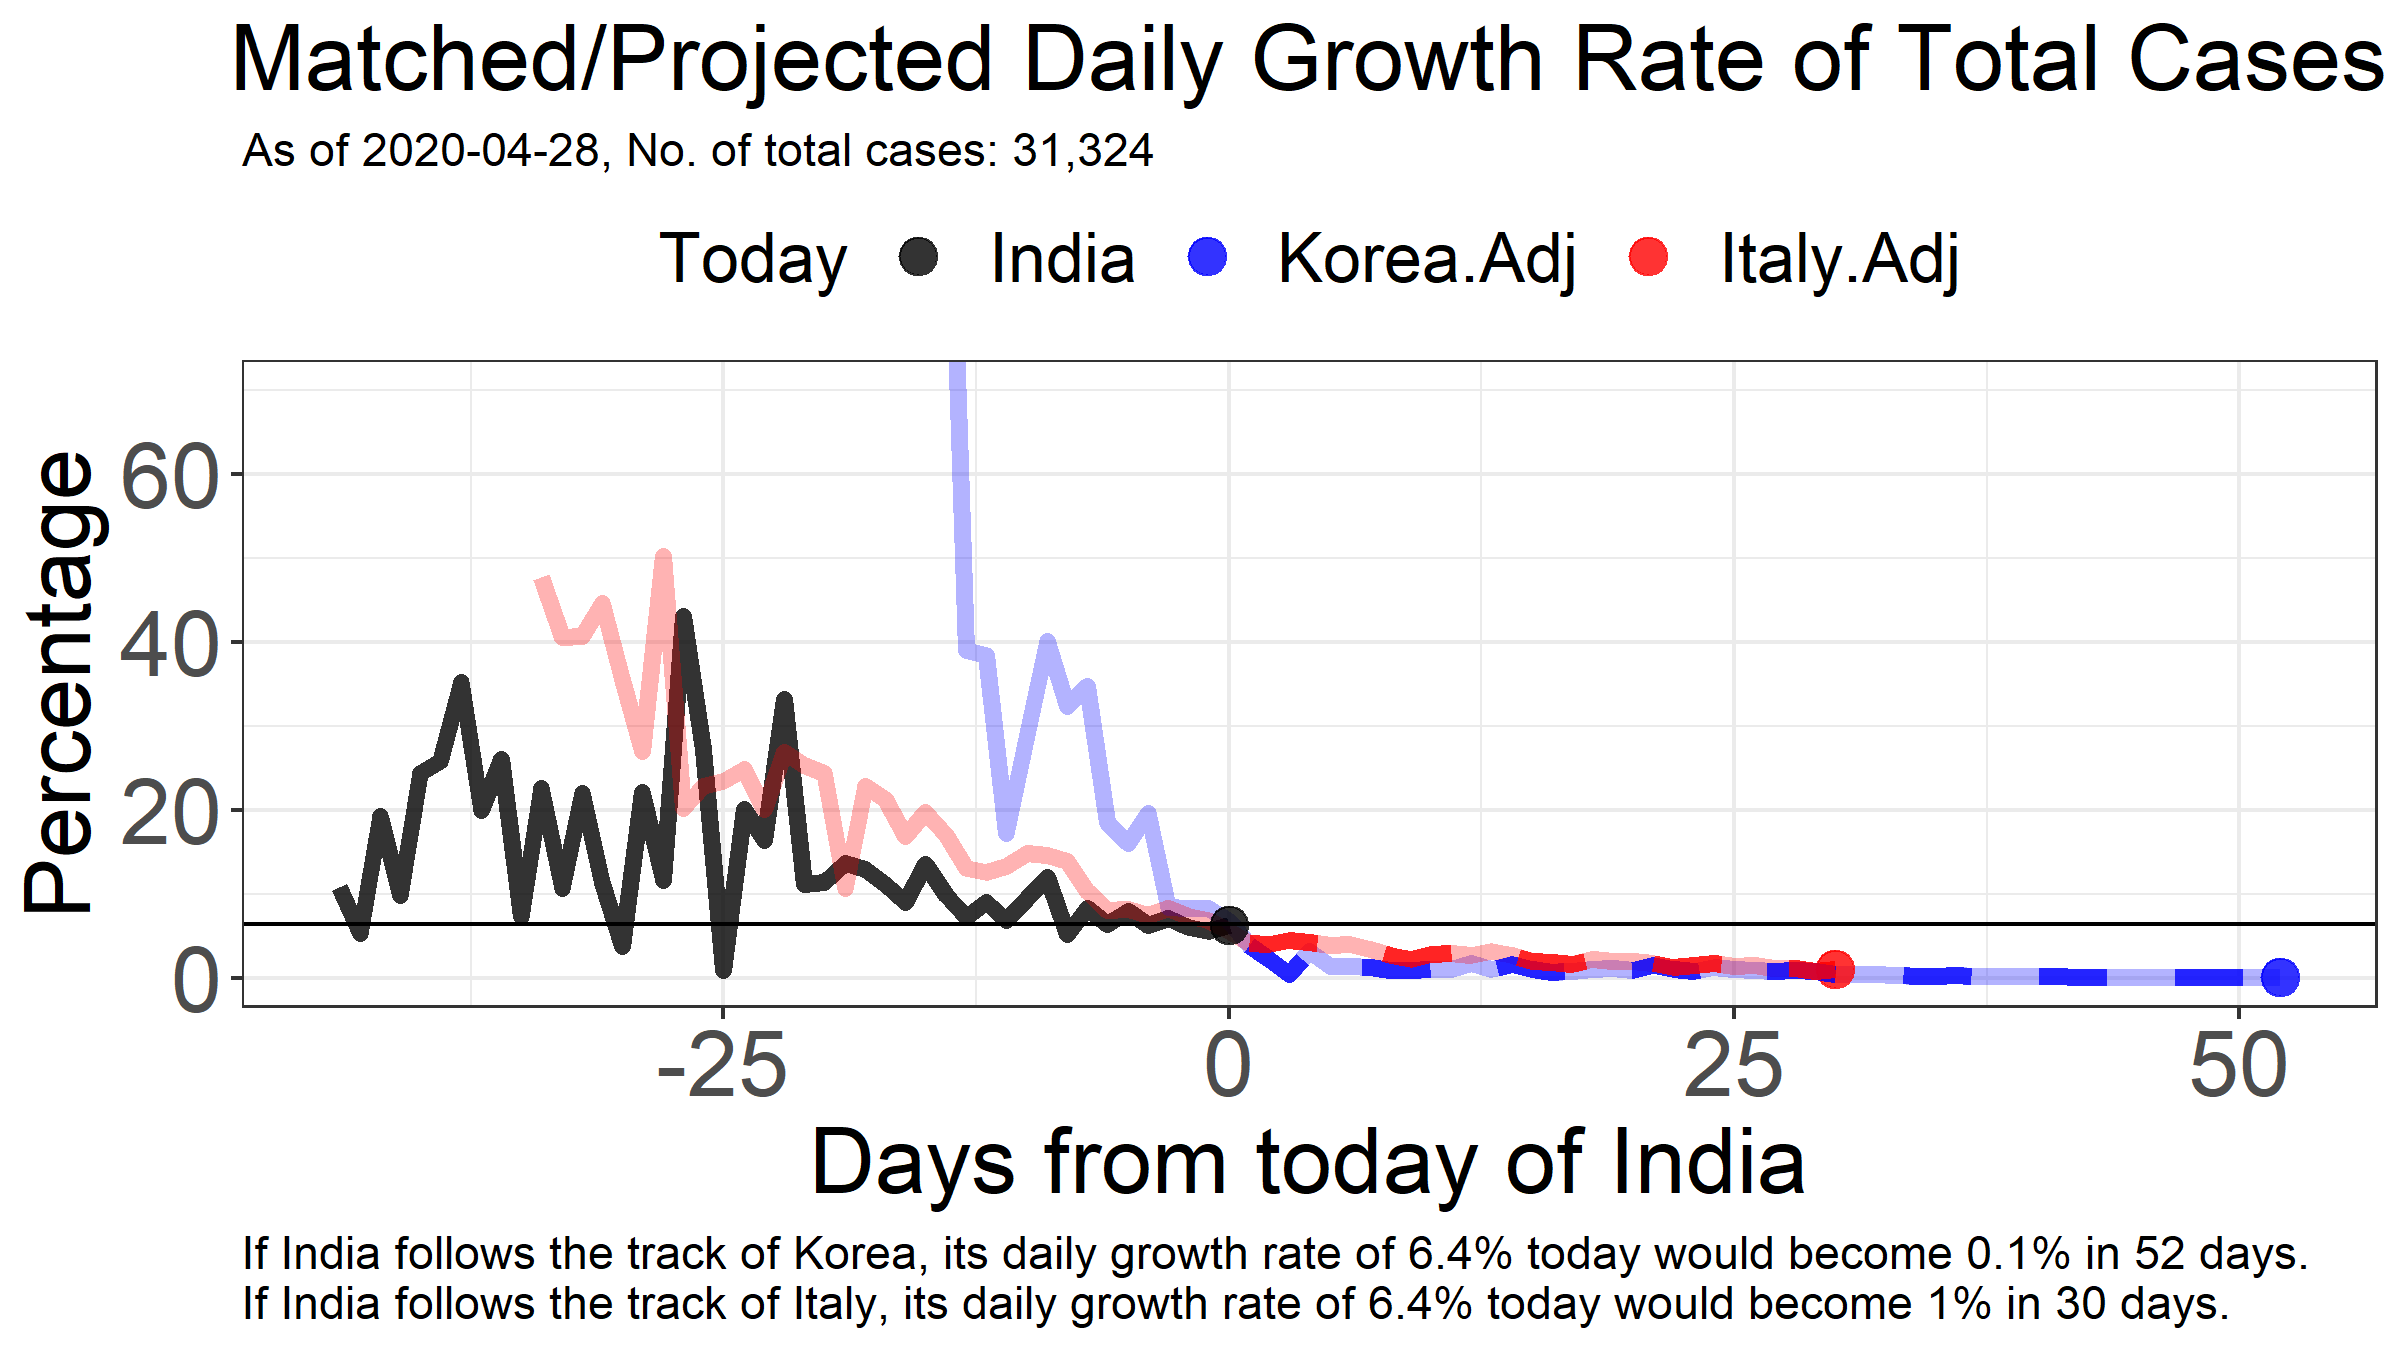 Matched/Projected Daily Growth Rate of Total Cases
As of 2020-04-28, No. of total cases: 31,324
Today India Korea.Adj Italy.Adj
Percentage
60
40
20
0
-25 0 25 50
Days from today of India
If India follows the track of Korea, its daily growth rate of 6.4% today would become 0.1% in 52 days.
If India follows the track of Italy, its daily growth rate of 6.4% today would become 1% in 30 days.